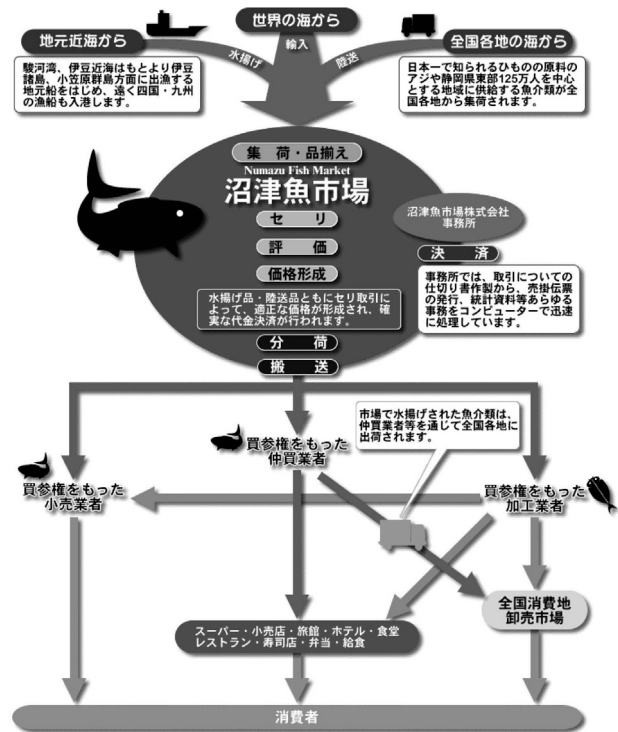 世界の海から
地元近海から
全国各地の海から
水揚げ
輸入
陸送
駿河湾、伊豆近海はもとより伊豆
諸島、小笠原群島方面に出漁する
地元船をはじめ、遠く四国・九州
の漁船も入港します。
日本一で知られるひものの原料の
アジや静岡県東部125万人を中心
とする地域に供給する魚介類が全
国各地から集荷されます。
集 荷・品揃え
Numazu Fish Market
沼津魚市場
セ リ
評 価
価格形成
水揚げ品・陸送品ともにセリ取引に
よって、適正な価格が形成され、確
実な代金決済が行われます。
分 荷
搬 送
沼津魚市場株式会社
事務所
決 済
事務所では、取引についての
仕切り書作製から、売掛伝票
の発行、統計資料等あらゆる
事務をコンピューターで迅速
に処理しています。
市場で水揚げされた魚介類は、
仲買業者等を通じて全国各地に
出荷されます。
買参権をもった
仲買業者
買参権をもった
小売業者
買参権をもった
加工業者
全国消費地
卸売市場
スーパー・小売店・旅館・ホテル・食堂
レストラン・寿司店・弁当・給食
消費者